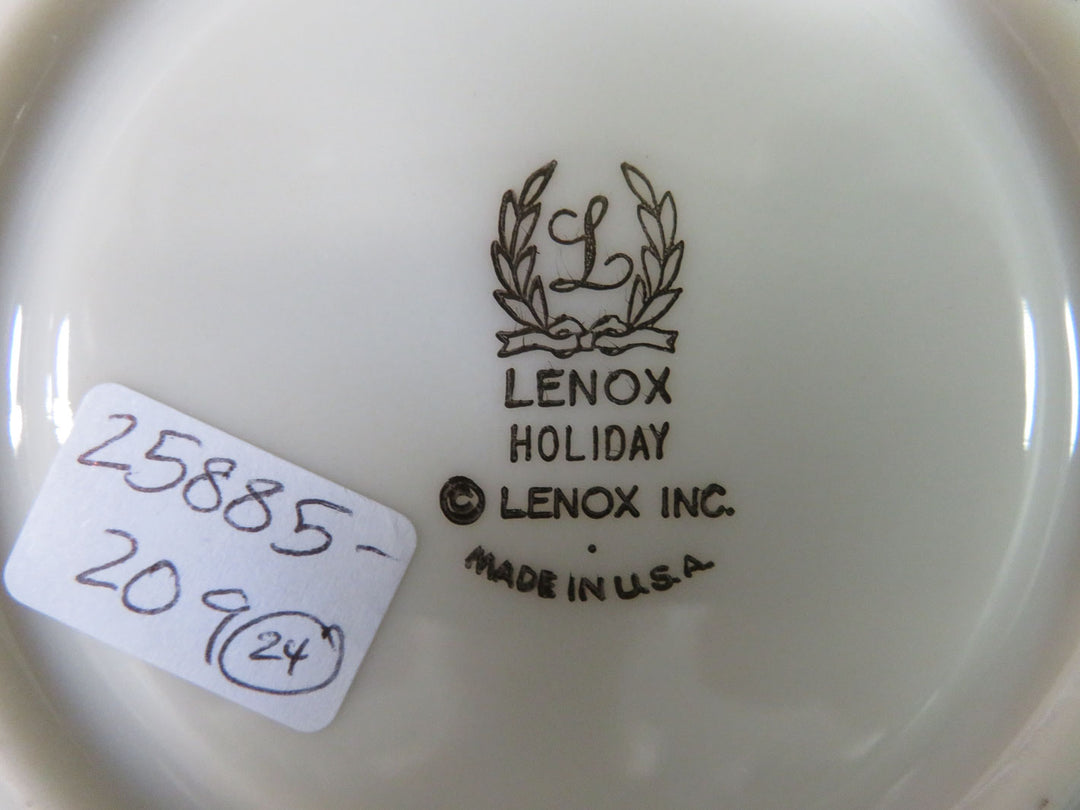 L
LENOX
HOLIDAY
© LENOX INC.
MADE IN U.S.A.
25885-
209
24